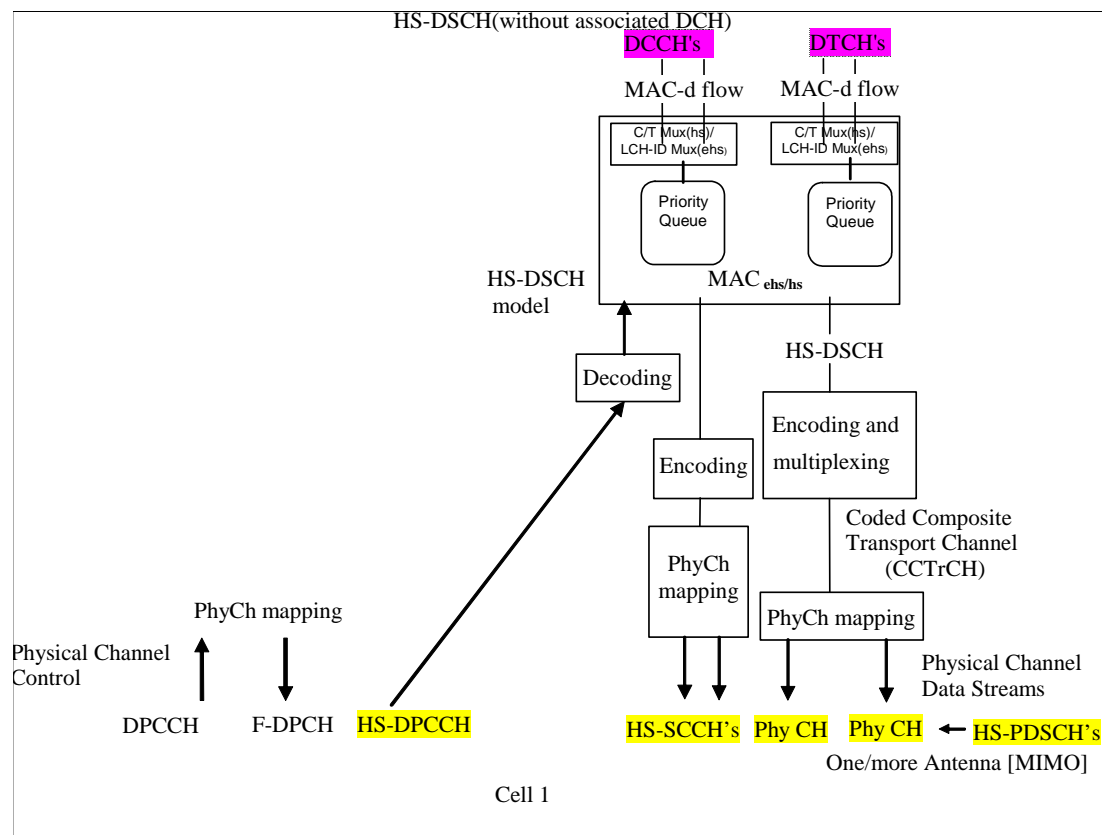 HS-DSCH(without associated DCH)
DCCH's
DTCH's
MAC-d flow
MAC-d flow
C/T Mux(hs)/
LCH-ID Mux(ehs)
C/T Mux(hs)/
LCH-ID Mux(ehs)
Priority
Queue
Priority
Queue
HS-DSCH
model
MAC ehs/hs
HS-DSCH
Decoding
Encoding and
multiplexing
Encoding
Coded Composite
Transport Channel
(CCTrCH)
PhyCh
mapping
PhyCh mapping
PhyCh mapping
Physical Channel
Control
Physical Channel
Data Streams
DPCCH
F-DPCH
HS-DPCCH
HS-SCCH’s
Phy CH
Phy CH
HS-PDSCH’s
One/more Antenna [MIMO]
Cell 1